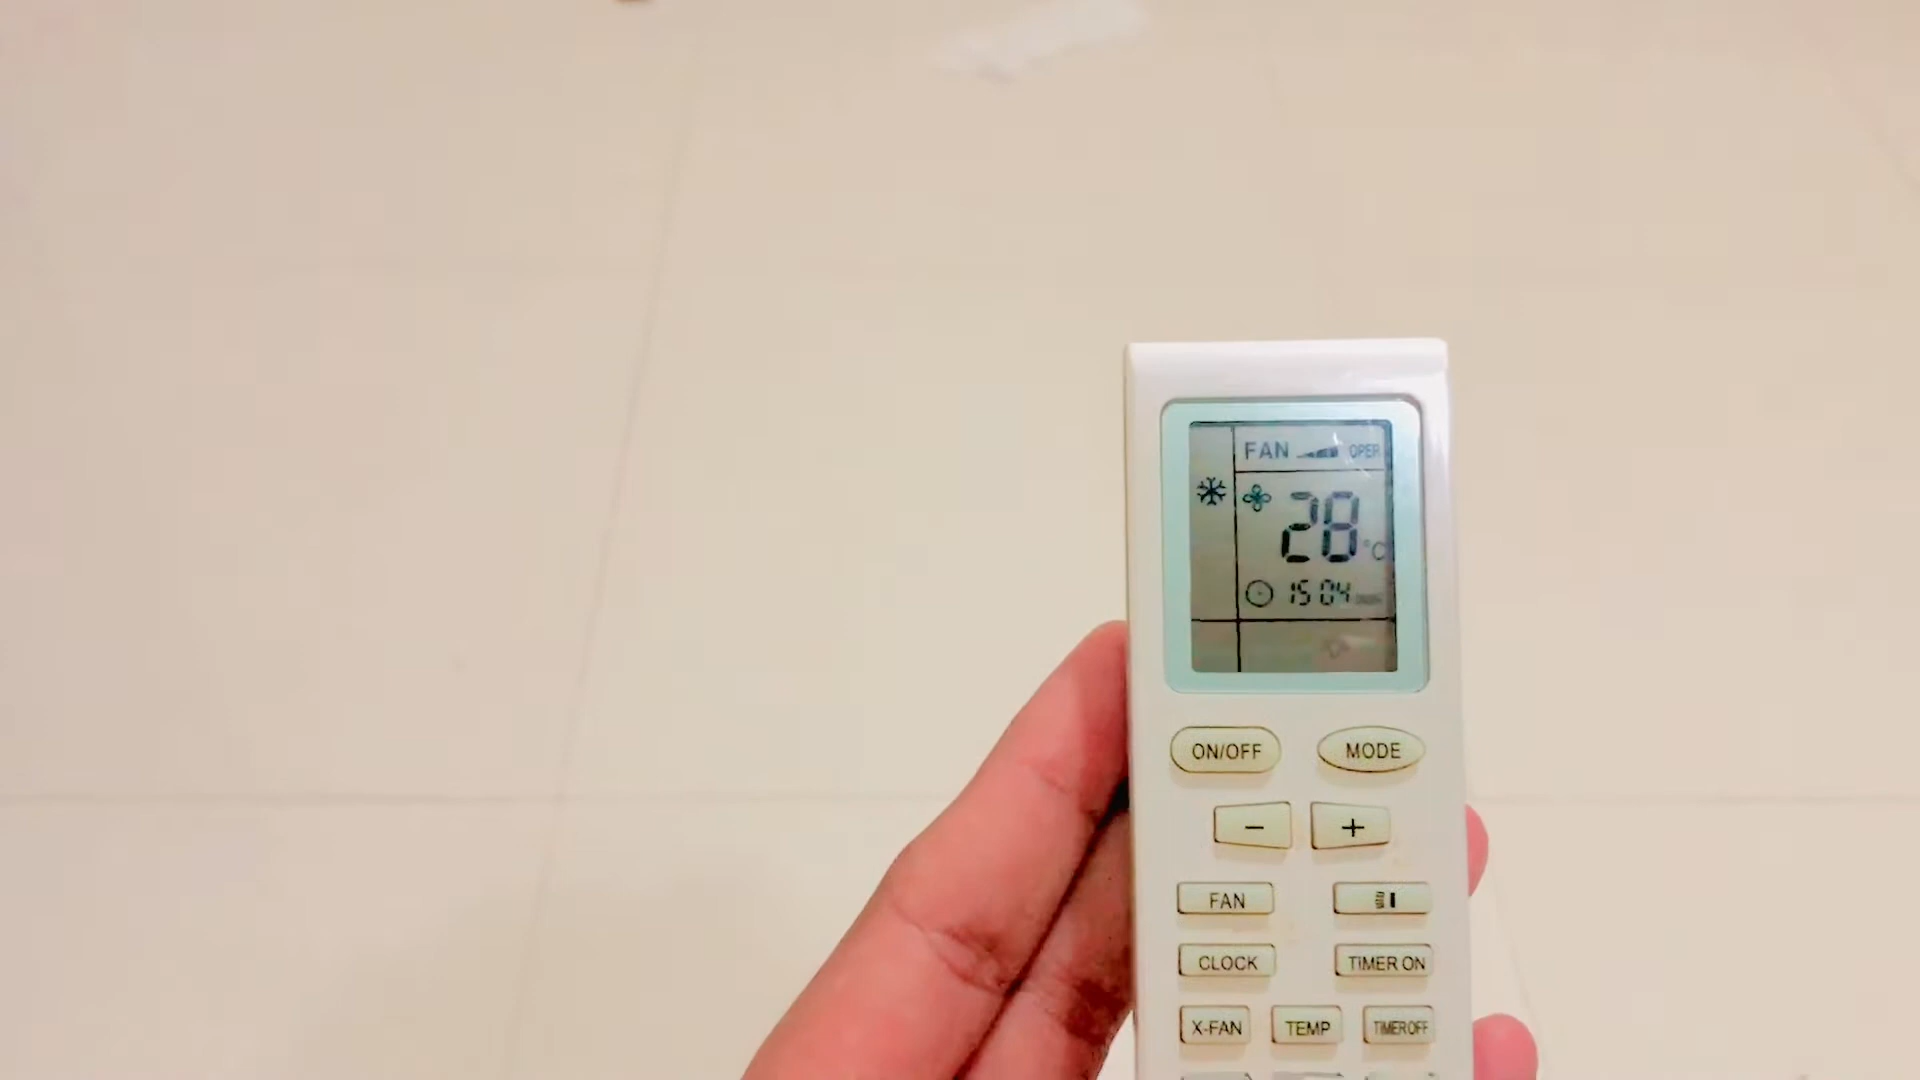 FAN OPER
28 °C
15 04
ON/OFF MODE
- +
FAN
CLOCK TIMER ON
X-FAN TEMP TIMER OFF